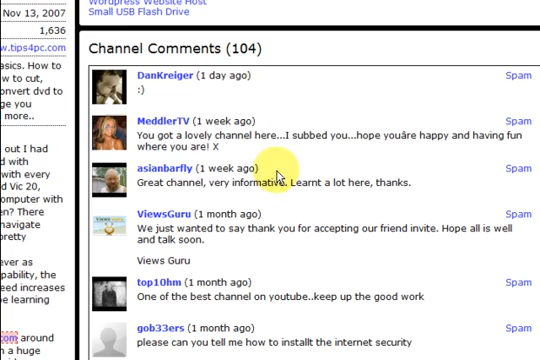 Wordpress Website Host
Small USB Flash Drive
Nov 13, 2007
1,636
w.tips4pc.com
asics. How to
w to cut,
onvert dvd to
ge you
more..
out I had
d with
with every
d Vic 20,
omputer with
en? There
navigate
pretty
ever as
pability, the
eed increases
be learning
com around
n a huge
Channel Comments (104)
DanKreiger (1 day ago) Spam
:)
MeddlerTV (1 week ago) Spam
You got a lovely channel here...I subbed you...hope youâre happy and having fun
where you are! X
asianbarfly (1 week ago) Spam
Great channel, very informative. Learnt a lot here, thanks.
ViewsGuru (1 month ago) Spam
We just wanted to say thank you for accepting our friend invite. Hope all is well
and talk soon.
Views Guru
top10hm (1 month ago) Spam
One of the best channel on youtube..keep up the good work
gob33ers (1 month ago) Spam
please can you tell me how to installt the internet security